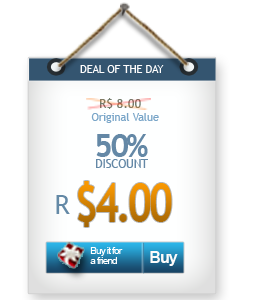 DEAL OF THE DAY
R$ 8.00
Original Value
50%
DISCOUNT
R $4.00
Buy it for
a friend
Buy